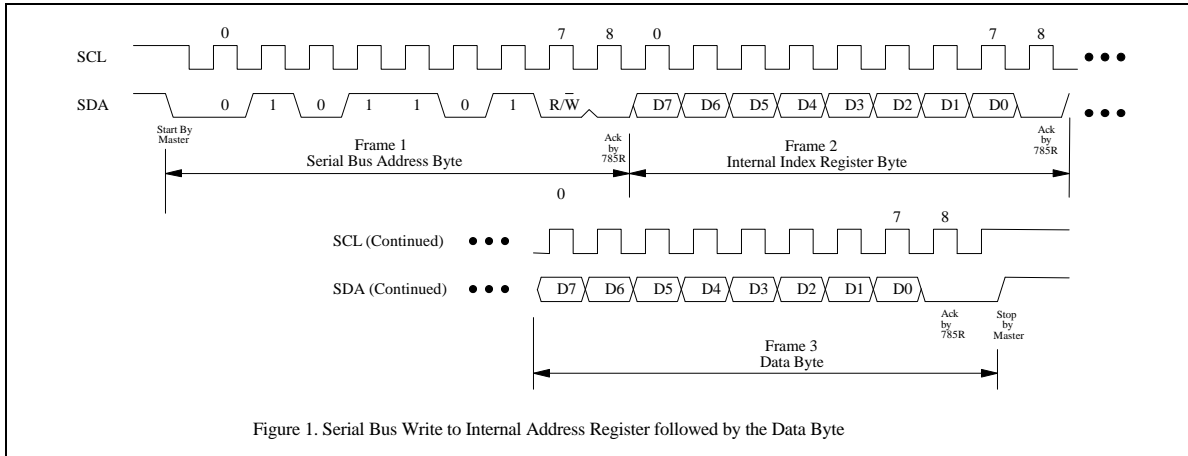 0 7 8 0 7 8
SCL
SDA
0 1 0 1 1 0 1 R/W̅ D7 D6 D5 D4 D3 D2 D1 D0
Start By
Master
Ack
by
785R
Ack
by
785R
Frame 1
Serial Bus Address Byte
Frame 2
Internal Index Register Byte
0
7 8
SCL (Continued)
SDA (Continued)
D7 D6 D5 D4 D3 D2 D1 D0
Ack
by
785R
Stop
by
Master
Frame 3
Data Byte
Figure 1. Serial Bus Write to Internal Address Register followed by the Data Byte